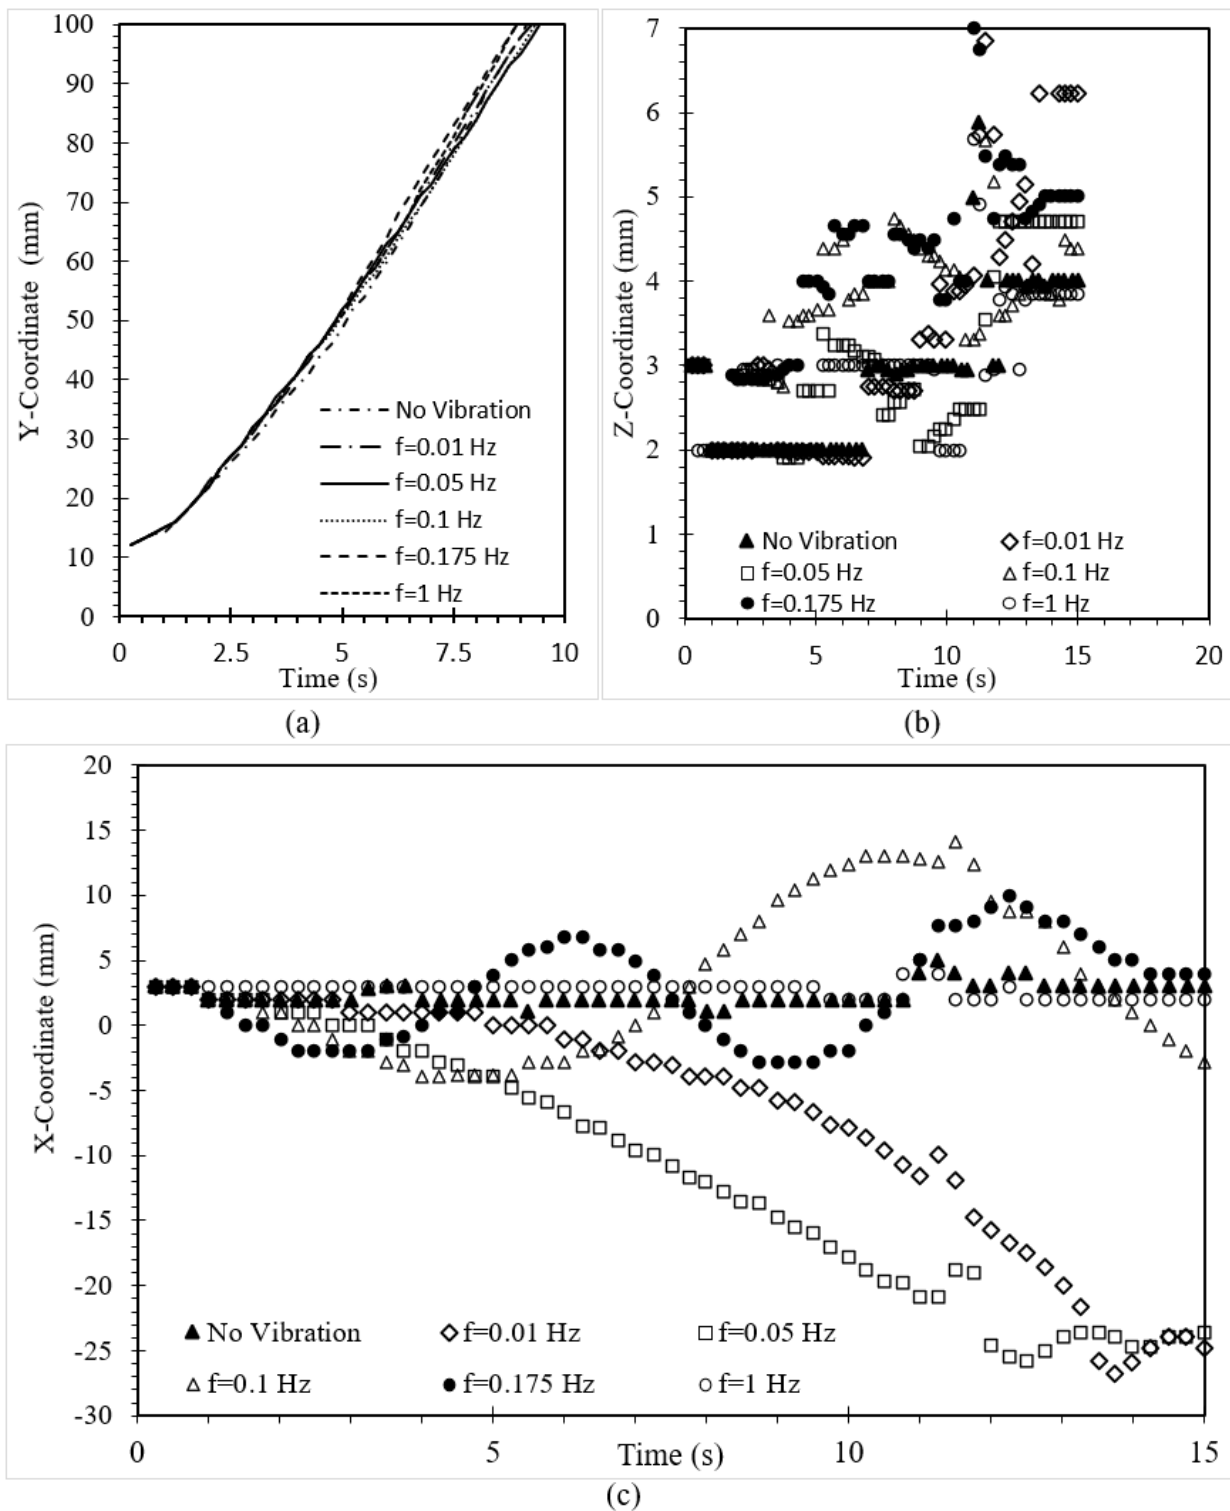 100
90
80
70
60
50
40
30
20
10
0
Y-Coordinate (mm)
No Vibration
f=0.01 Hz
f=0.05 Hz
f=0.1 Hz
f=0.175 Hz
f=1 Hz
0 2.5 5 7.5 10
Time (s)
(a)
7
6
5
4
3
2
1
0
Z-Coordinate (mm)
No Vibration f=0.01 Hz
f=0.05 Hz f=0.1 Hz
f=0.175 Hz f=1 Hz
0 5 10 15 20
Time (s)
(b)
20
15
10
5
0
-5
-10
-15
-20
-25
-30
X-Coordinate (mm)
No Vibration f=0.01 Hz f=0.05 Hz
f=0.1 Hz f=0.175 Hz f=1 Hz
0 5 10 15
Time (s)
(c)